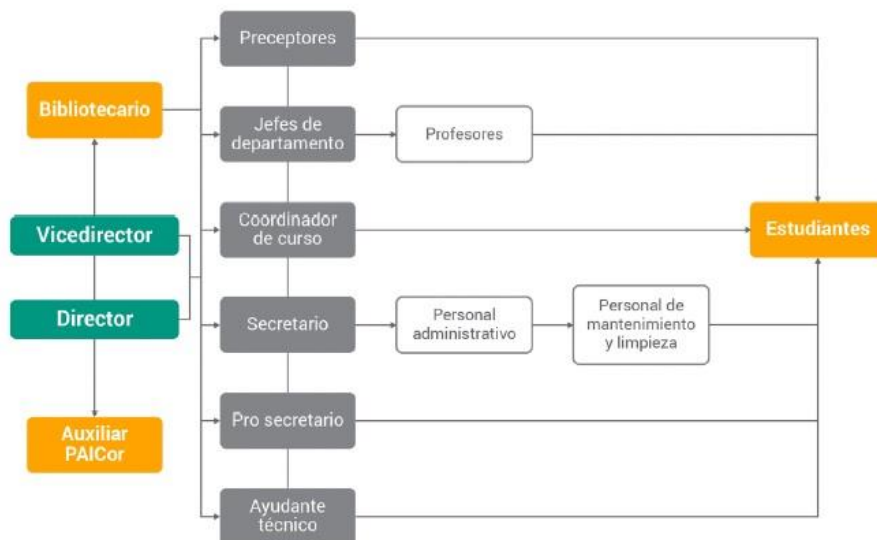 Preceptores
Bibliotecario
Jefes de
departamento
Profesores
Vicedirector
Coordinador
de curso
Estudiantes
Director
Secretario
Personal
administrativo
Personal de
mantenimiento
y limpieza
Auxiliar
PAICor
Pro secretario
Ayudante
técnico